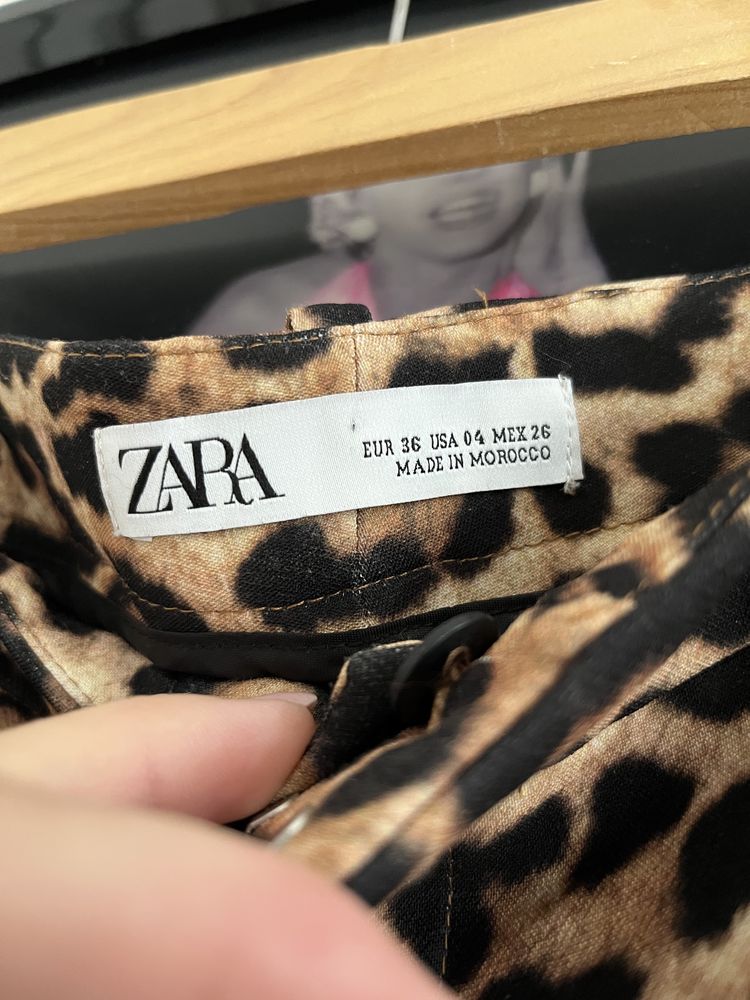 ZARA
EUR 36 USA 04 MEX 26
MADE IN MOROCCO